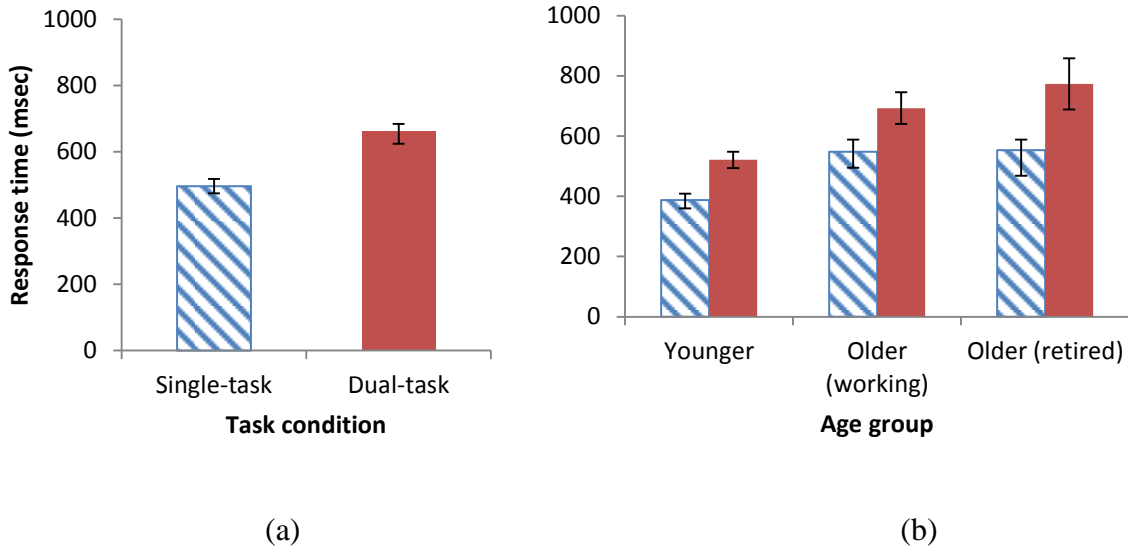 1000
800
600
400
200
0
Response time (msec)
Single-task
Dual-task
Task condition
(a)
1000
800
600
400
200
0
Younger
Older
(working)
Older (retired)
Age group
(b)